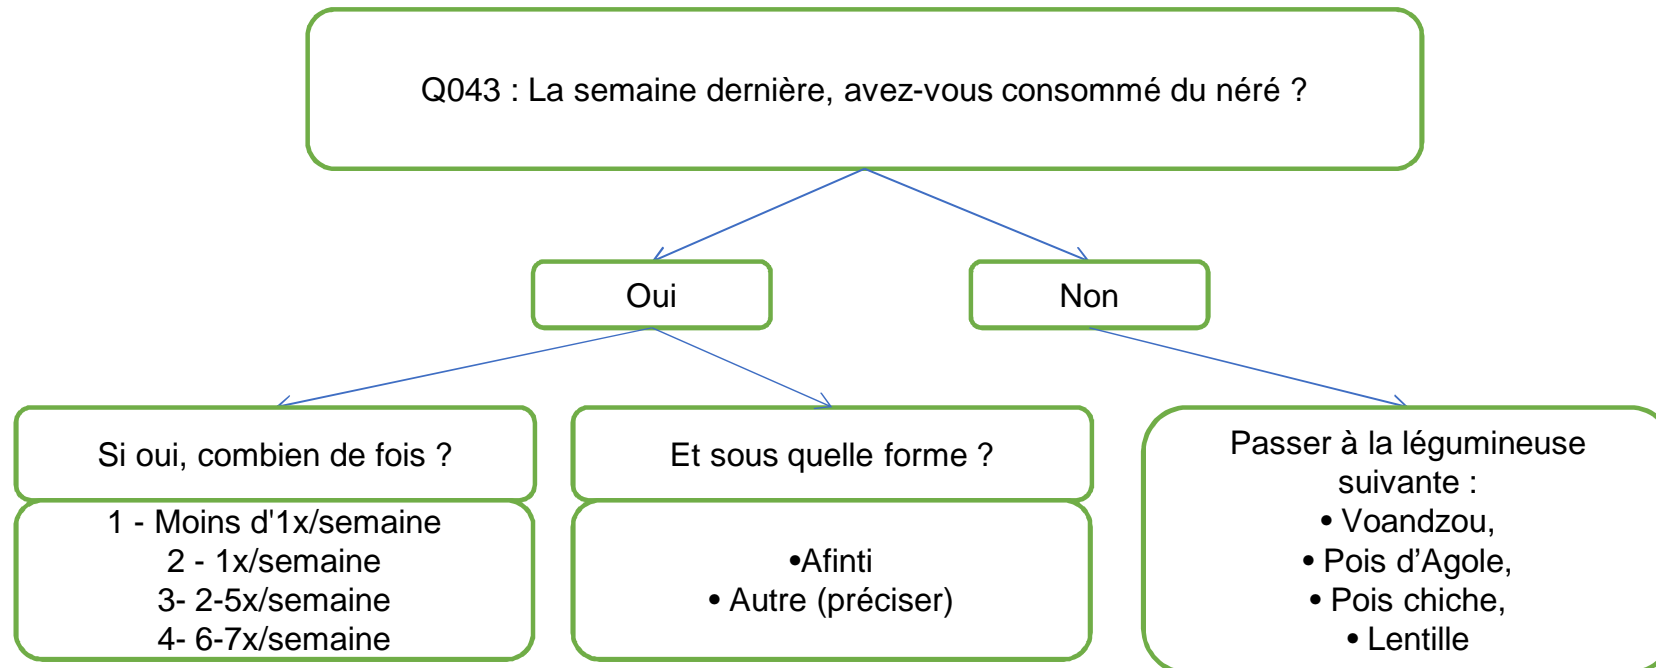 Q043 : La semaine dernière, avez-vous consommé du néré ?
Oui
Non
Si oui, combien de fois ?
1 - Moins d'1x/semaine
2 - 1x/semaine
3- 2-5x/semaine
4- 6-7x/semaine
Et sous quelle forme ?
•Afinti
• Autre (préciser)
Passer à la légumineuse
suivante :
• Voandzou,
• Pois d’Agole,
• Pois chiche,
• Lentille